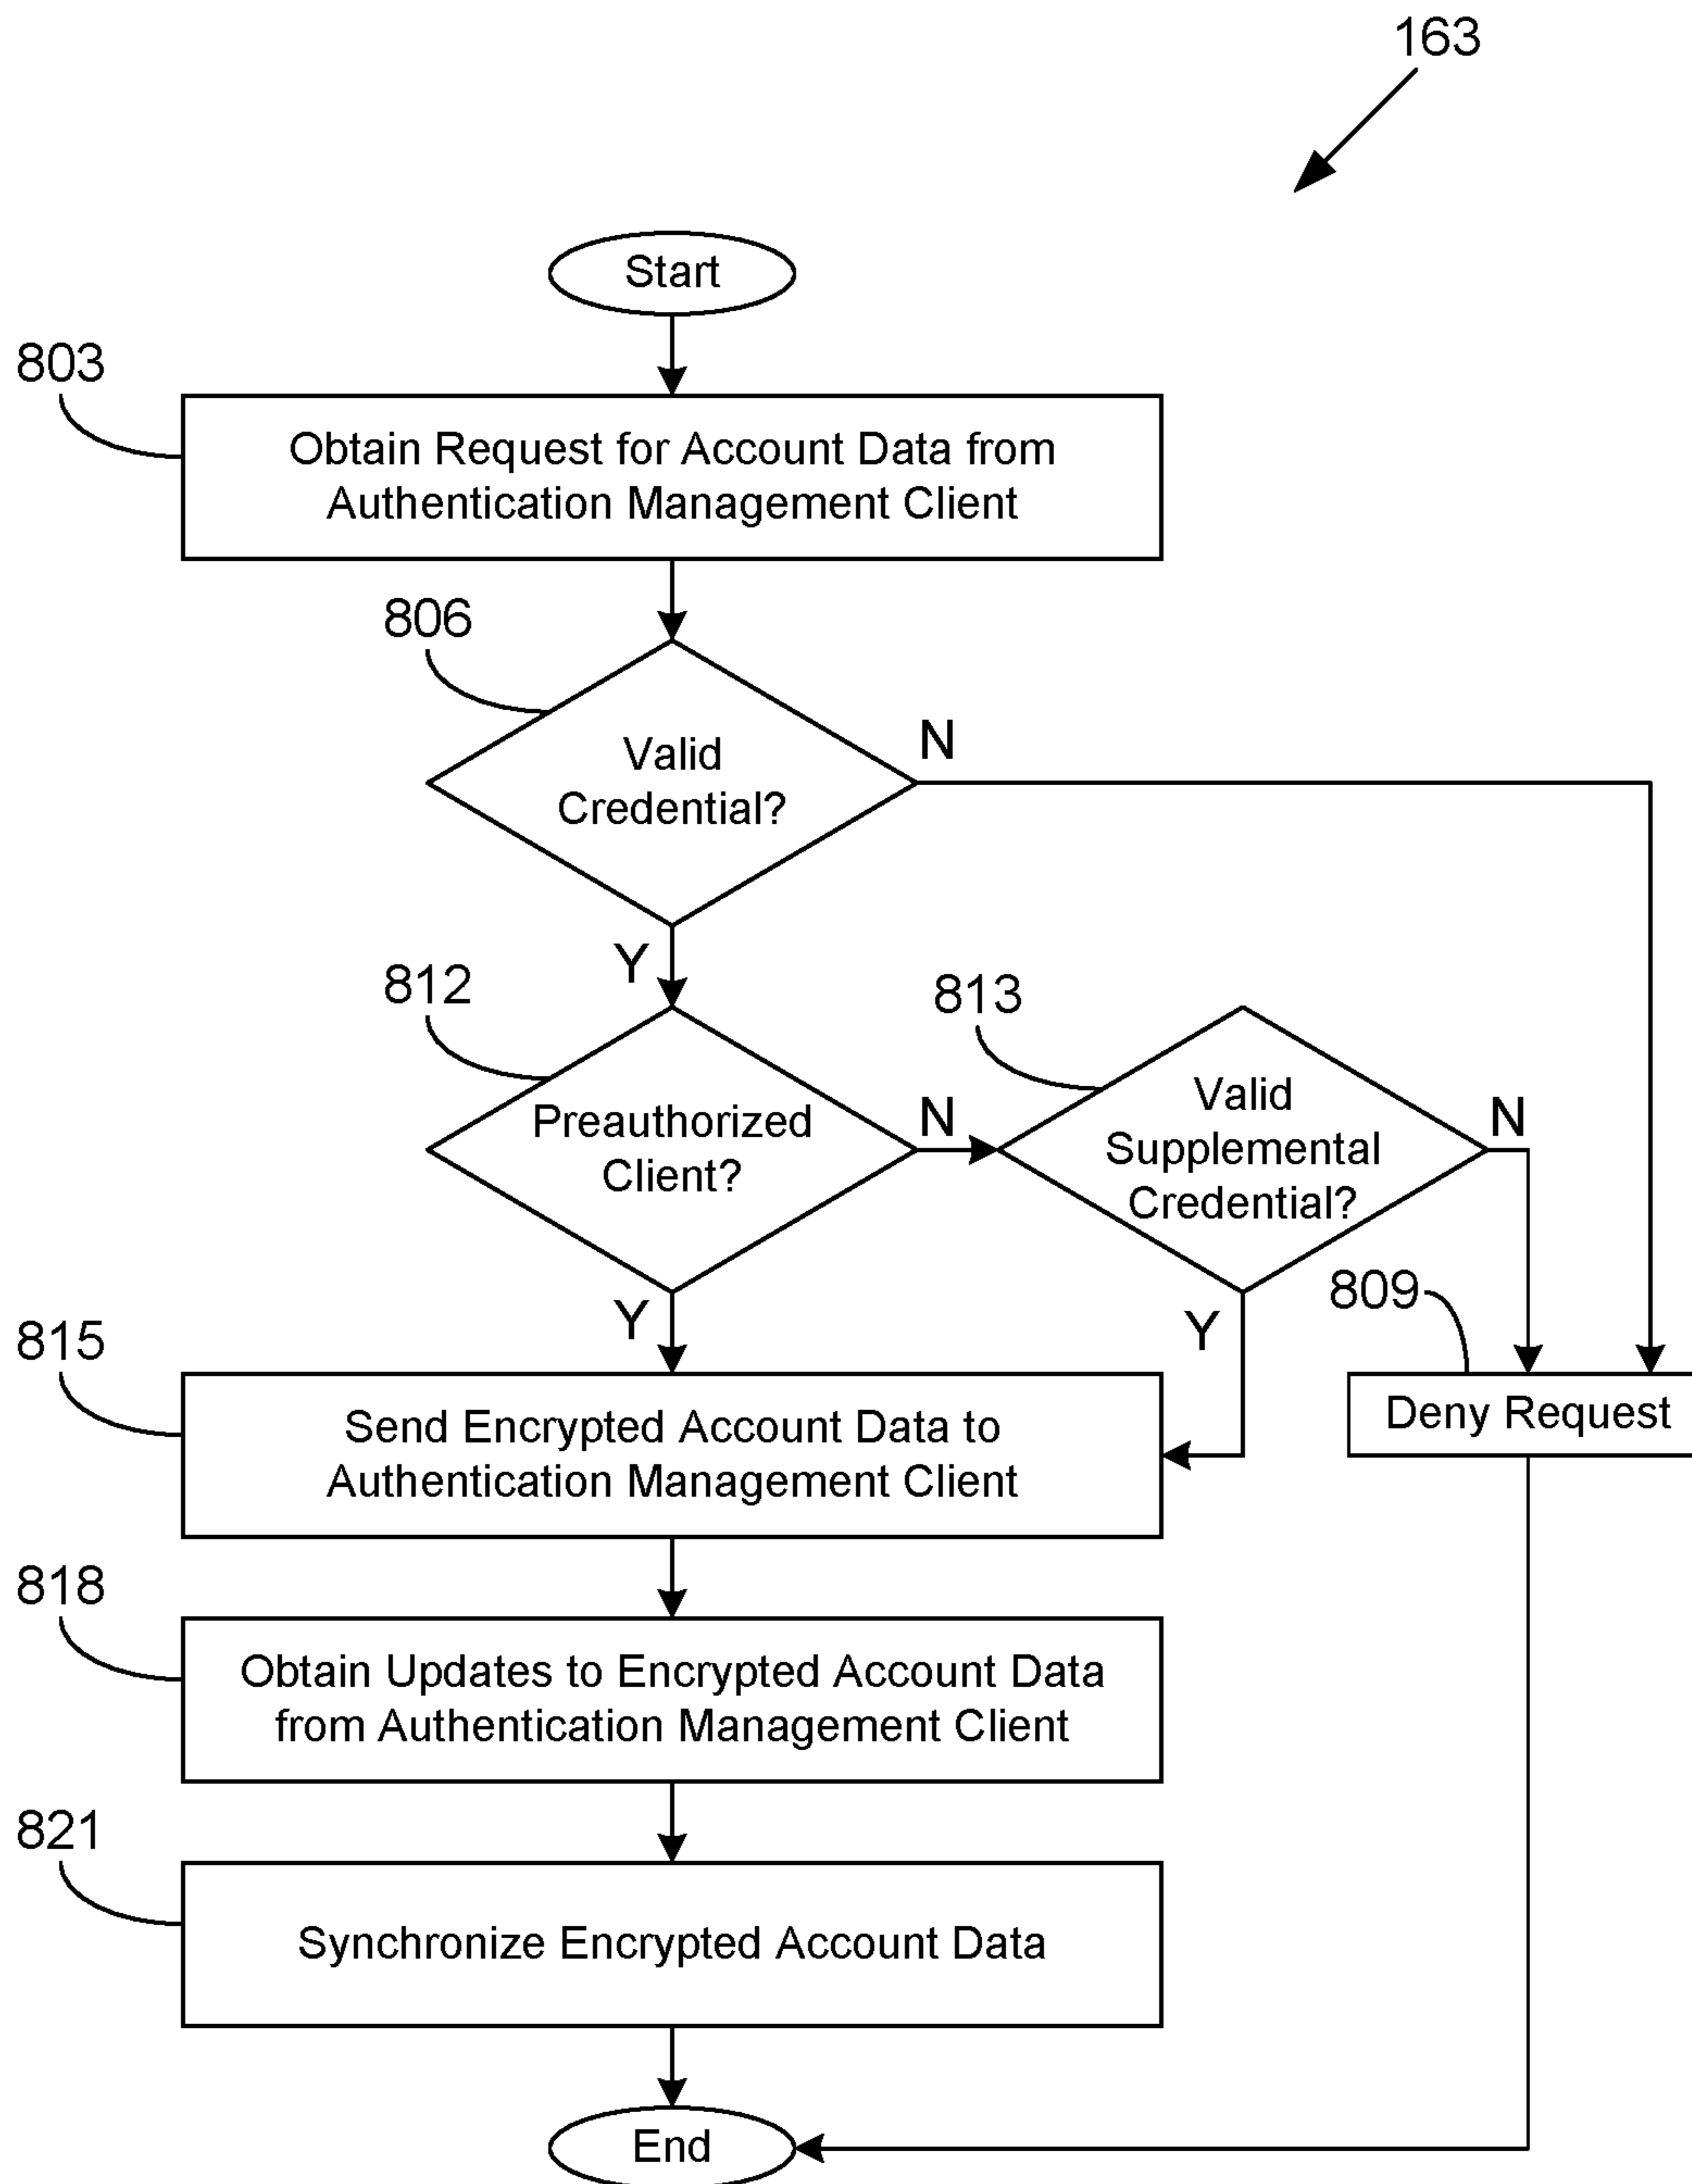 163
Start
803
Obtain Request for Account Data from
Authentication Management Client
806
Valid
Credential?
N
Y
812
Preauthorized
Client?
N
813
Valid
Supplemental
Credential?
N
Y
Y
809
Deny Request
815
Send Encrypted Account Data to
Authentication Management Client
818
Obtain Updates to Encrypted Account Data
from Authentication Management Client
821
Synchronize Encrypted Account Data
End